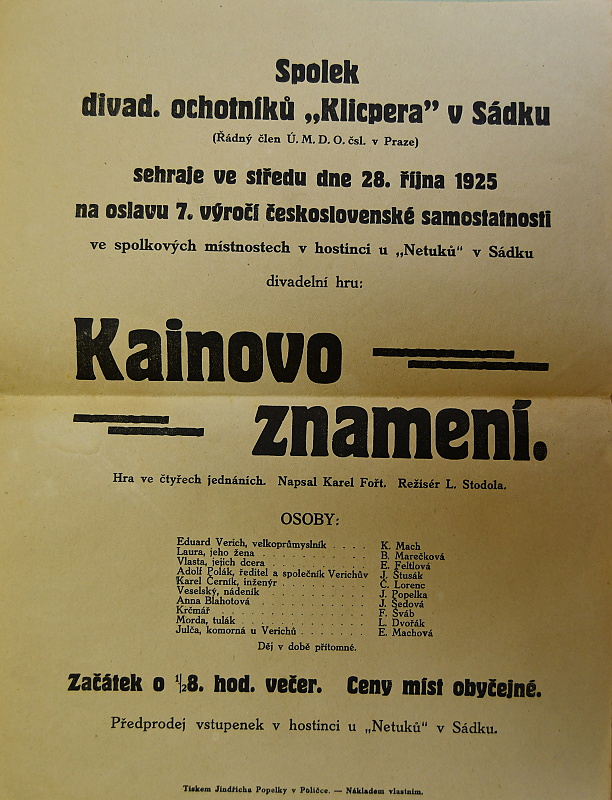 Spolek
divad. ochotníků „Klicpera” v Sádku
(Řádný člen Ú. M. D. O. čsl. v Praze)
sehraje ve středu dne 28. října 1925
na oslavu 7. výročí československé samostatnosti
ve spolkových místnostech v hostinci u „Netuků“ v Sádku
divadelní hru:
Kainovo
znamení.
Hra ve čtyřech jednáních. Napsal Karel Fořt. Režisér L. Stodola.
OSOBY:
Eduard Verich, velkoprůmyslník . . . . K. Mach
Laura, jeho žena . . . . . . . . . . . B. Marečková
Vlasta, jejich dcera . . . . . . . . . . E. Feltlová
Adolf Polák, ředitel a společník Verichův J. Štusák
Karel Černík, inženýr . . . . . . . . . Č. Lorenc
Veselský, nádeník . . . . . . . . . . J. Popelka
Anna Blahotová . . . . . . . . . . . J. Šedová
Krčmář . . . . . . . . . . . . . . F. Šváb
Morda, tulák . . . . . . . . . . . . L. Dvořák
Julča, komorná u Verichů . . . . . . . E. Machová
Děj v době přítomné.
Začátek o ½8. hod. večer. Ceny míst obyčejné.
Předprodej vstupenek v hostinci u „Netuků“ v Sádku.
Tiskem Jindřicha Popelky v Poličce. — Nákladem vlastním.